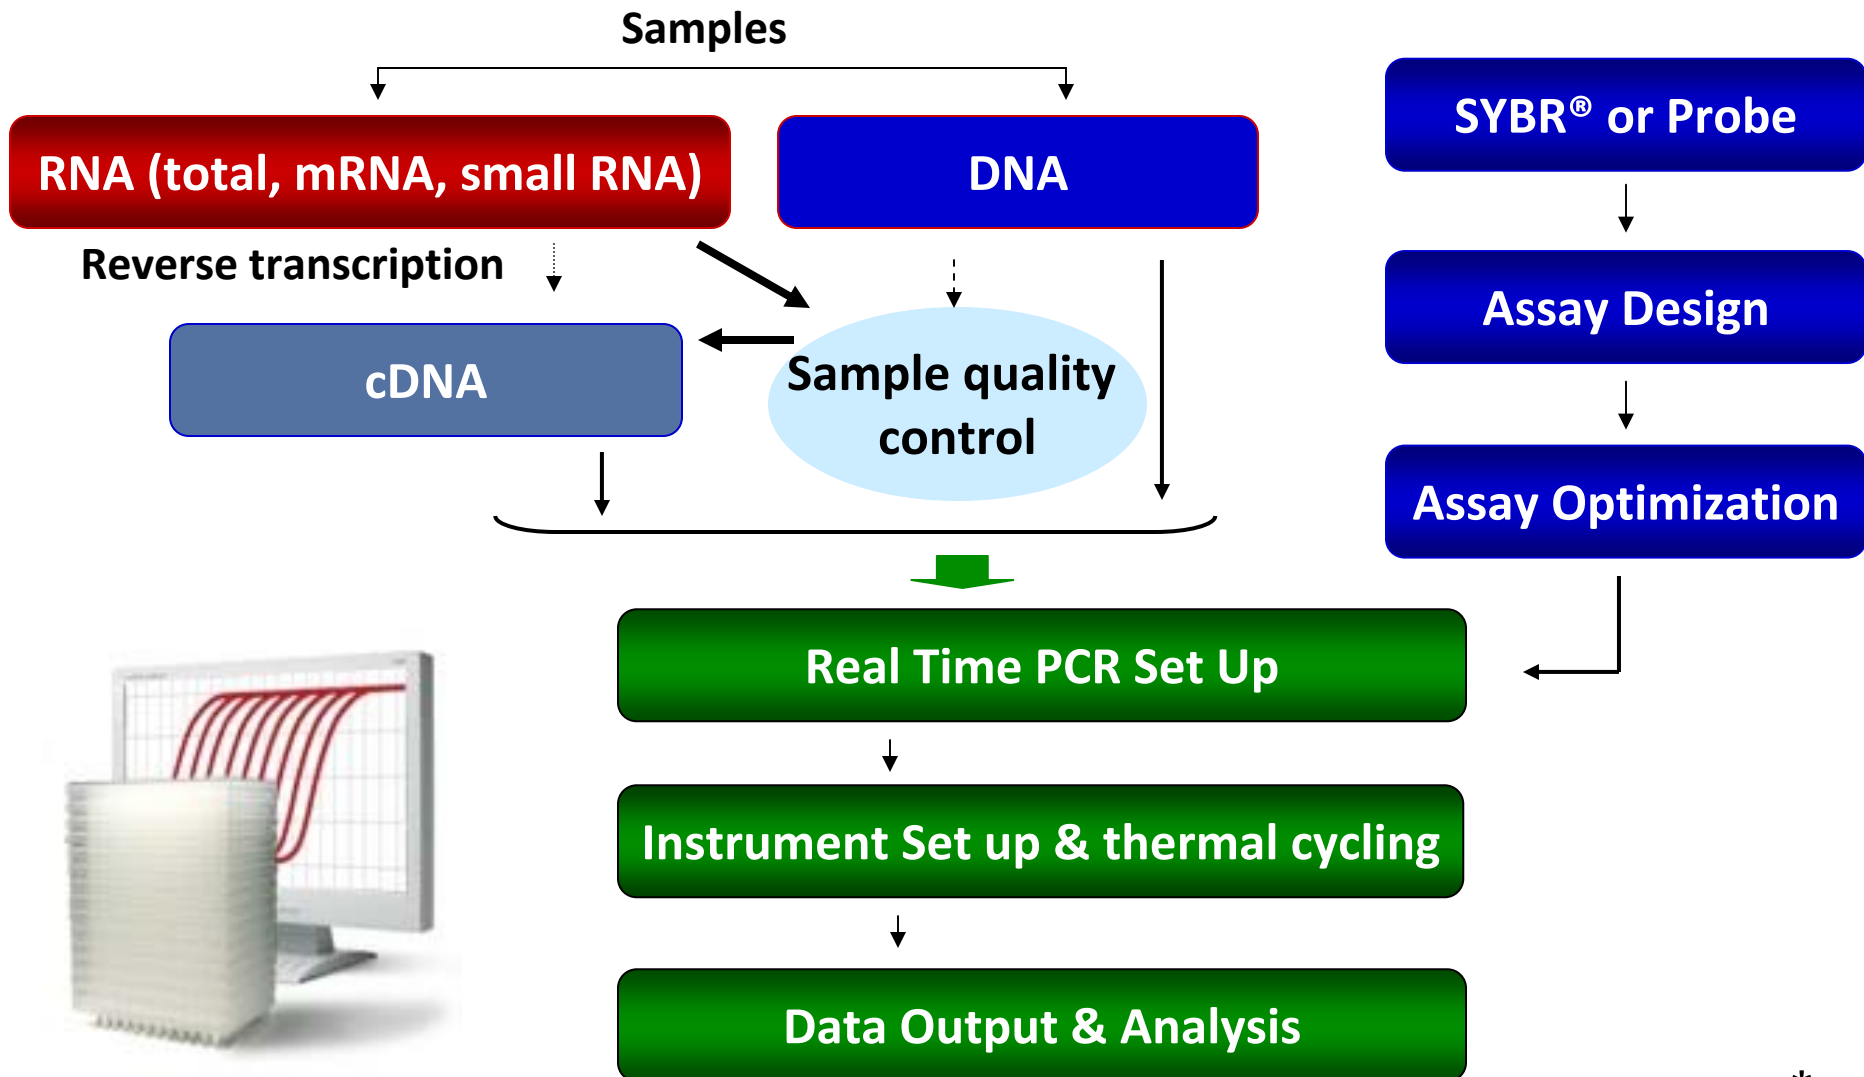 Samples
RNA (total, mRNA, small RNA)
DNA
SYBR® or Probe
Reverse transcription
Assay Design
cDNA
Sample quality
control
Assay Optimization
Real Time PCR Set Up
Instrument Set up & thermal cycling
Data Output & Analysis
*